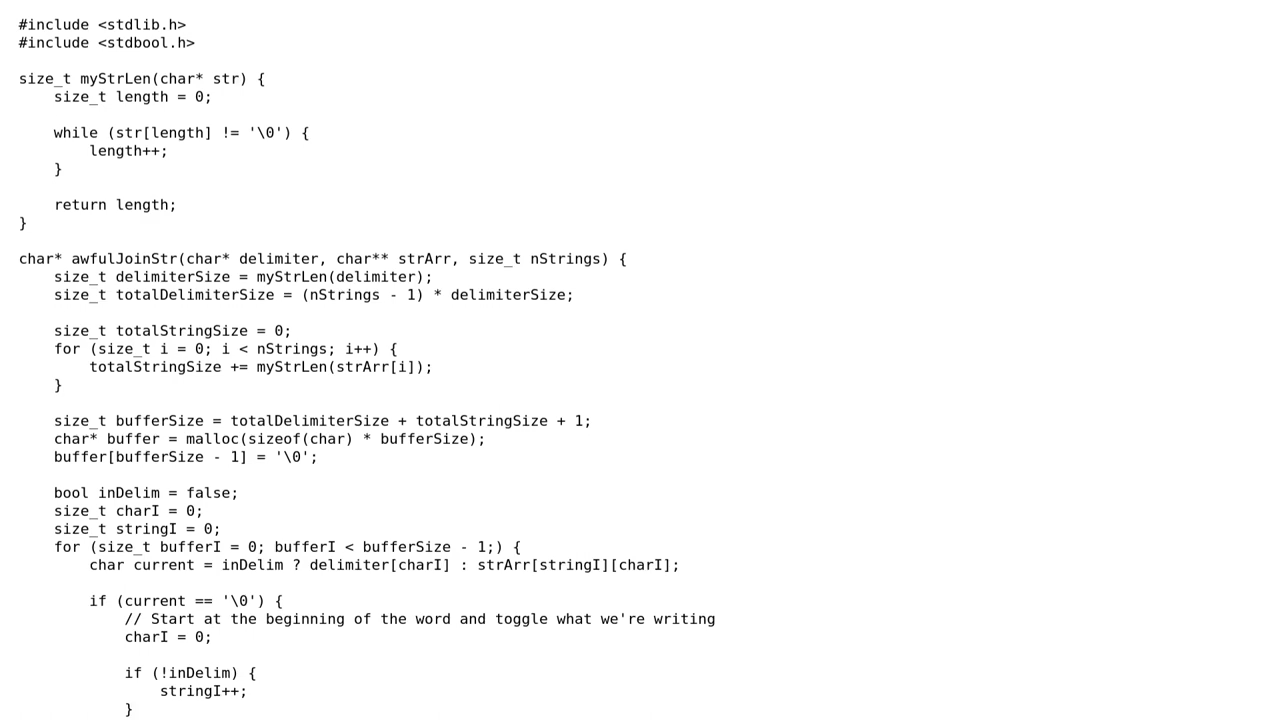 #include <stdlib.h>
#include <stdbool.h>

size_t myStrLen(char* str) {
    size_t length = 0;

    while (str[length] != '\0') {
        length++;
    }

    return length;
}

char* awfulJoinStr(char* delimiter, char** strArr, size_t nStrings) {
    size_t delimiterSize = myStrLen(delimiter);
    size_t totalDelimiterSize = (nStrings - 1) * delimiterSize;

    size_t totalStringSize = 0;
    for (size_t i = 0; i < nStrings; i++) {
        totalStringSize += myStrLen(strArr[i]);
    }

    size_t bufferSize = totalDelimiterSize + totalStringSize + 1;
    char* buffer = malloc(sizeof(char) * bufferSize);
    buffer[bufferSize - 1] = '\0';

    bool inDelim = false;
    size_t charI = 0;
    size_t stringI = 0;
    for (size_t bufferI = 0; bufferI < bufferSize - 1;) {
        char current = inDelim ? delimiter[charI] : strArr[stringI][charI];

        if (current == '\0') {
            // Start at the beginning of the word and toggle what we're writing
            charI = 0;

            if (!inDelim) {
                stringI++;
            }